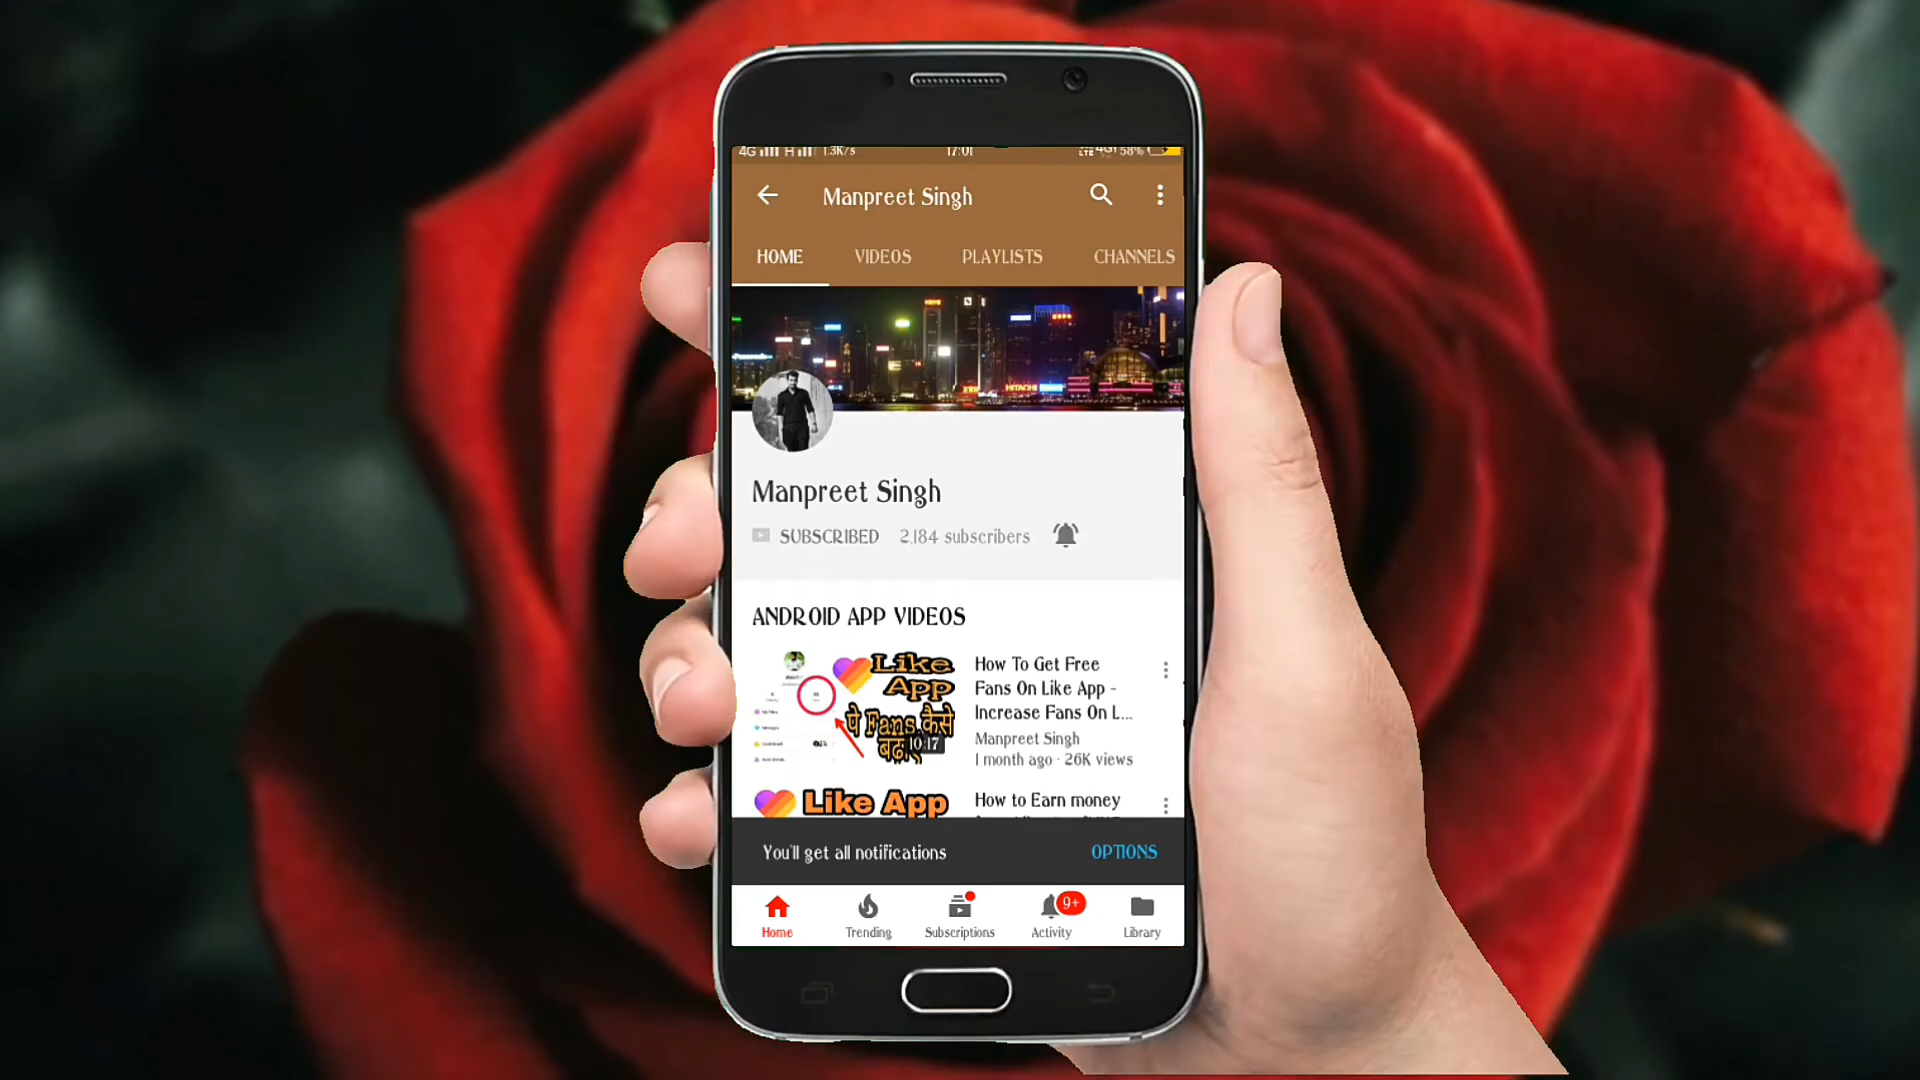 4G H 1.3K/s 17:01 LTE 4G 58%
Manpreet Singh
HOME VIDEOS PLAYLISTS CHANNELS
HITACHI
Manpreet Singh
SUBSCRIBED 2,184 subscribers
ANDROID APP VIDEOS
Like
App
पे Fans कैसे
10:17
How To Get Free
Fans On Like App -
Increase Fans On L...
Manpreet Singh
1 month ago · 26K views
Like App
How to Earn money
You'll get all notifications OPTIONS
9+
Home Trending Subscriptions Activity Library